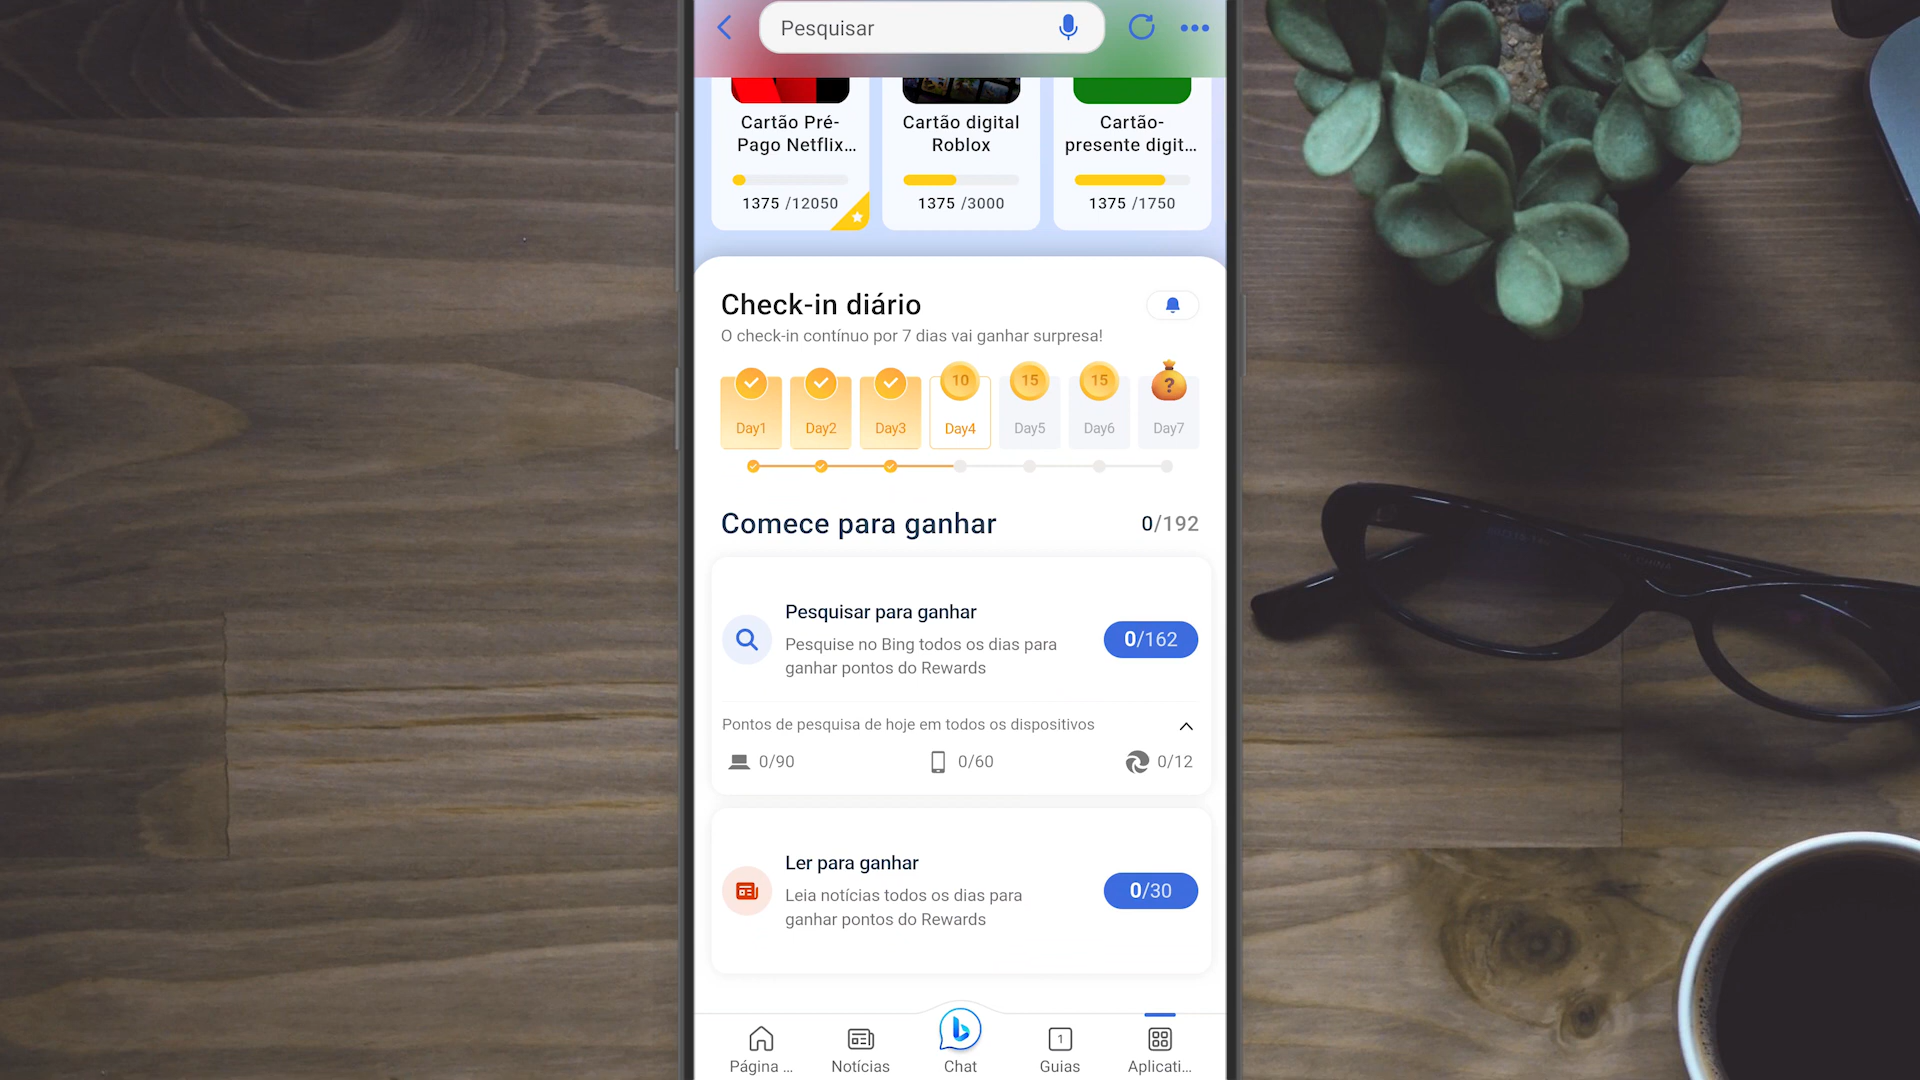 Pesquisar
Cartão Pré-
Pago Netflix...
1375 /12050
Cartão digital
Roblox
1375 /3000
Cartão-
presente digit...
1375 /1750
Check-in diário
O check-in contínuo por 7 dias vai ganhar surpresa!
10
15
15
?
Day1
Day2
Day3
Day4
Day5
Day6
Day7
Comece para ganhar
0/192
Pesquisar para ganhar
Pesquise no Bing todos os dias para
ganhar pontos do Rewards
0/162
Pontos de pesquisa de hoje em todos os dispositivos
0/90
0/60
0/12
Ler para ganhar
Leia notícias todos os dias para
ganhar pontos do Rewards
0/30
Página ...
Notícias
Chat
1
Guias
Aplicati...